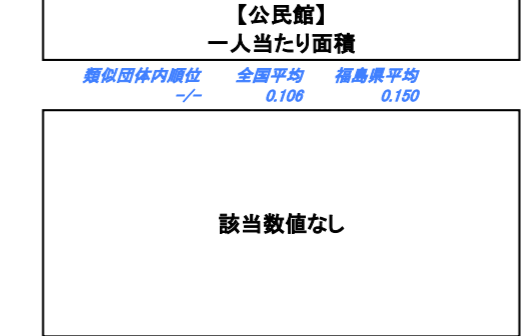 【公民館】
一人当たり面積
類似団体内順位 全国平均 福島県平均
-/- 0.106 0.150
該当数値なし